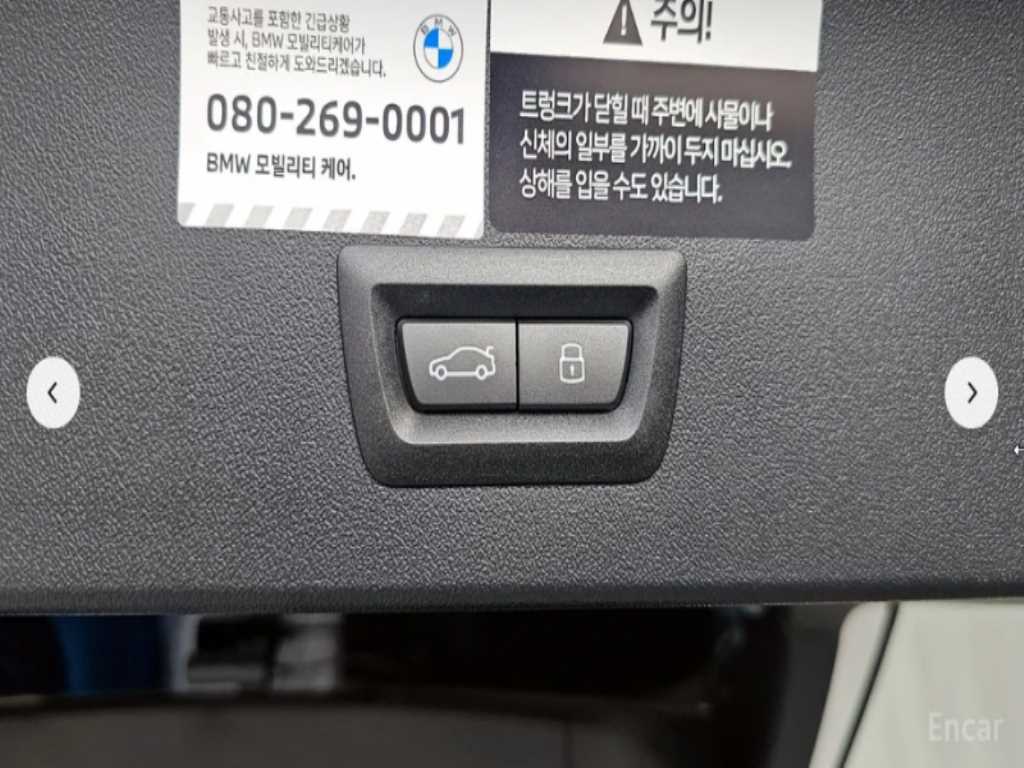 교통사고를 포함한 긴급상황
발생 시, BMW 모빌리티케어가
빠르고 친절하게 도와드리겠습니다.
BMW
080-269-0001
BMW 모빌리티 케어.
주의!
트렁크가 닫힐 때 주변에 사물이나
신체의 일부를 가까이 두지 마십시오.
상해를 입을 수도 있습니다.
Encar